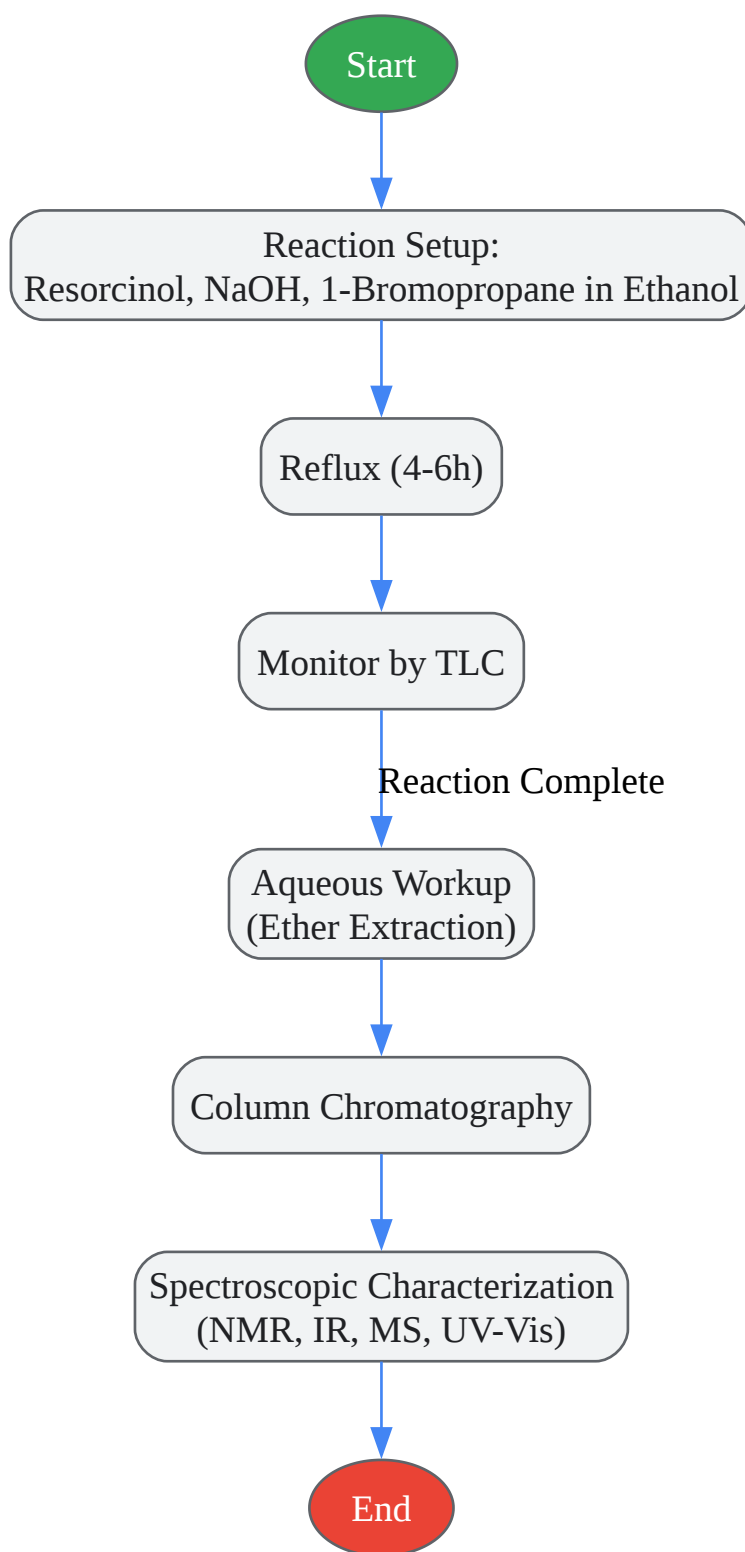 Start
Reaction Setup:
Resorcinol, NaOH, 1-Bromopropane in Ethanol
Reflux (4-6h)
Monitor by TLC
Reaction Complete
Aqueous Workup
(Ether Extraction)
Column Chromatography
Spectroscopic Characterization
(NMR, IR, MS, UV-Vis)
End